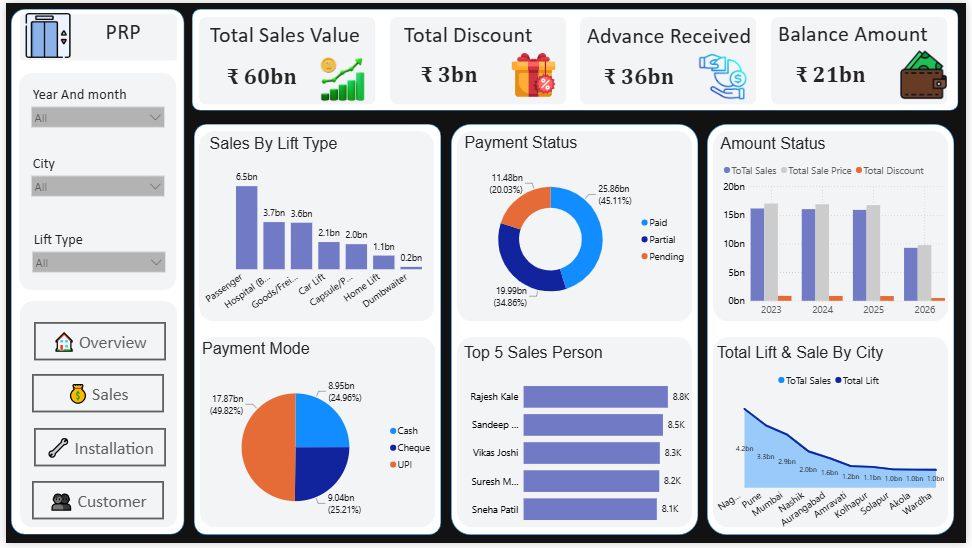 PRP
Year And month
All
City
All
Lift Type
All
Overview
Sales
Installation
Customer
Total Sales Value
₹ 60bn
Total Discount
₹ 3bn
Advance Received
₹ 36bn
Balance Amount
₹ 21bn
Sales By Lift Type
6.5bn
3.7bn
3.6bn
2.1bn
2.0bn
1.1bn
0.2bn
Passenger
Hospital (B...
Goods/Frei...
Car Lift
Capsule/P...
Home Lift
Dumbwaiter
Payment Status
11.48bn
(20.03%)
25.86bn
(45.11%)
19.99bn
(34.86%)
Paid
Partial
Pending
Amount Status
ToTal Sales Total Sale Price Total Discount
20bn
15bn
10bn
5bn
0bn
2023 2024 2025 2026
Payment Mode
17.87bn
(49.82%)
8.95bn
(24.96%)
9.04bn
(25.21%)
Cash
Cheque
UPI
Top 5 Sales Person
Rajesh Kale 8.8K
Sandeep ... 8.5K
Vikas Joshi 8.3K
Suresh M... 8.2K
Sneha Patil 8.1K
Total Lift & Sale By City
ToTal Sales Total Lift
4.2bn
3.3bn
2.9bn
2.0bn
1.6bn
1.2bn
1.1bn
1.0bn
1.0bn
1.0bn
Nag...
Pune
Mumbai
Nashik
Aurangabad
Amravati
Kolhapur
Solapur
Akola
Wardha